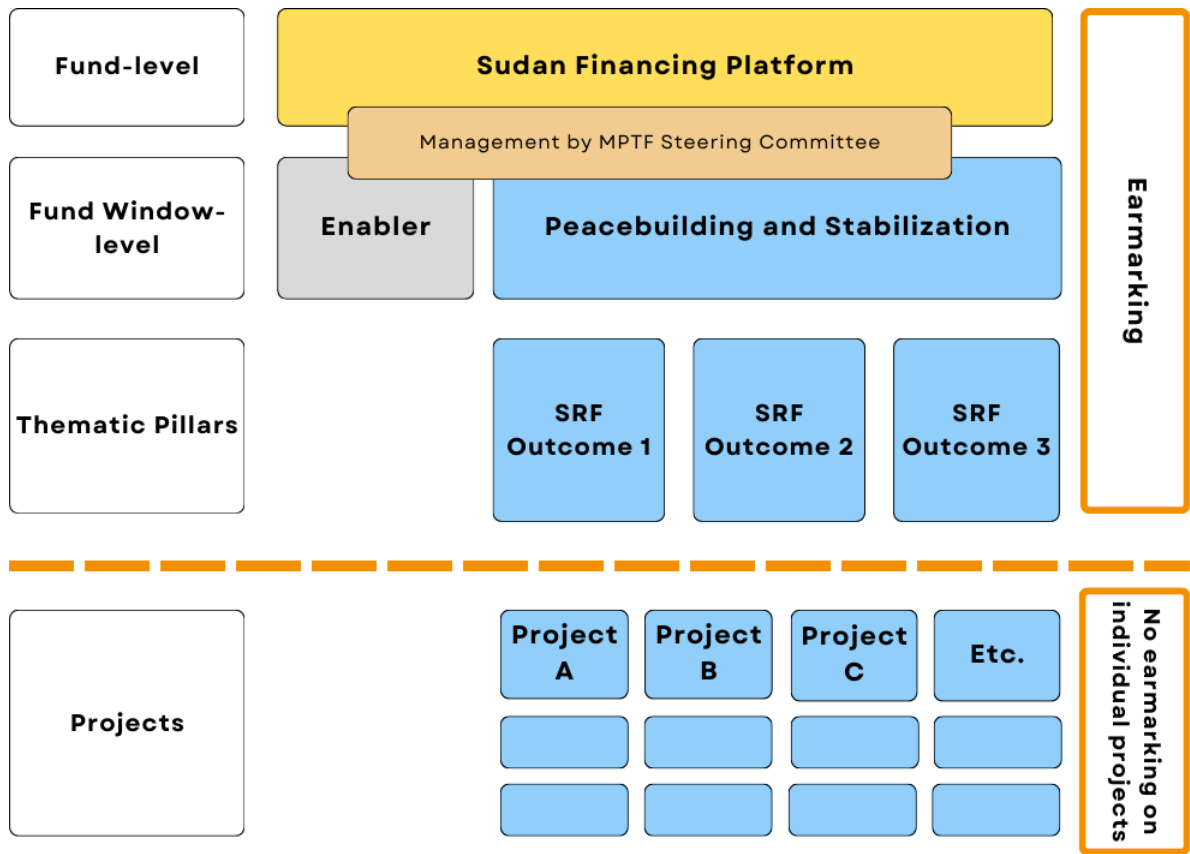 Fund-level
Sudan Financing Platform
Management by MPTF Steering Committee
Fund Window-
level
Enabler
Peacebuilding and Stabilization
Earmarking
Thematic Pillars
SRF
Outcome 1
SRF
Outcome 2
SRF
Outcome 3
Projects
Project
A
Project
B
Project
C
Etc.
No earmarking on
individual projects